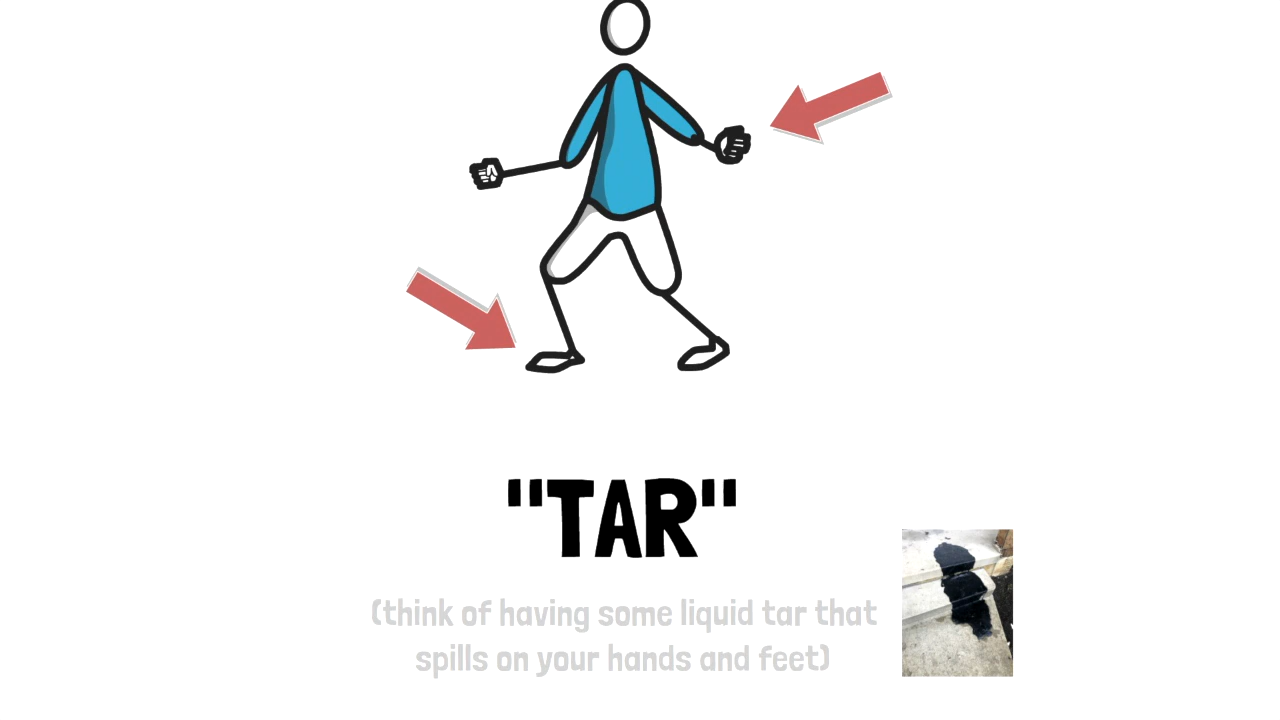 "TAR"
(think of having some liquid tar that
spills on your hands and feet)